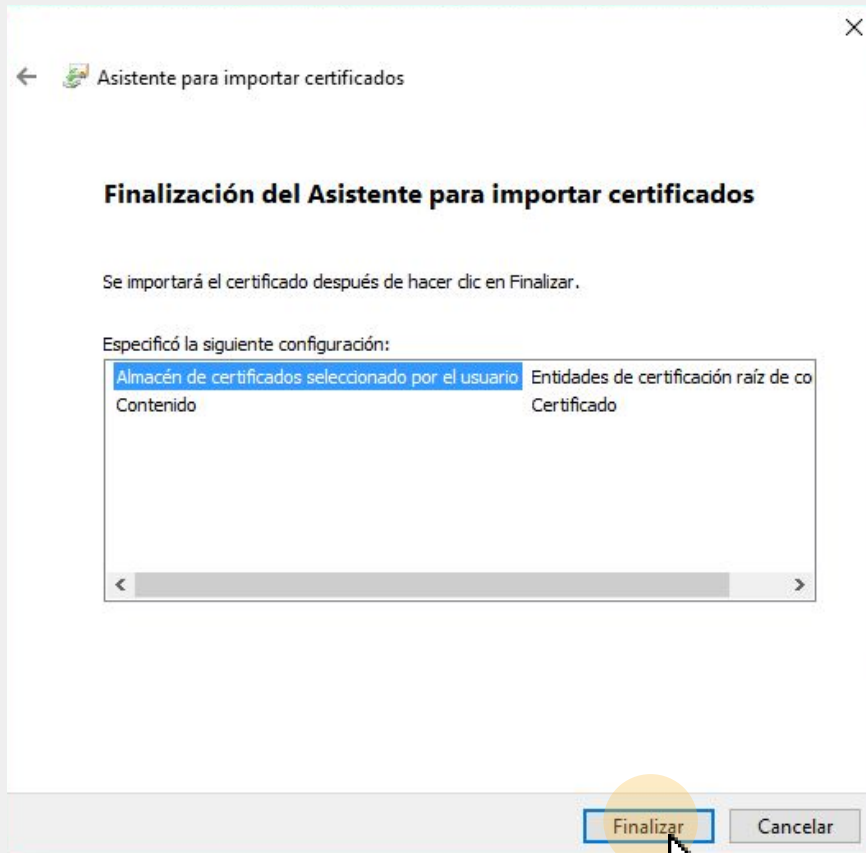 Asistente para importar certificados
Finalización del Asistente para importar certificados
Se importará el certificado después de hacer clic en Finalizar.
Especificó la siguiente configuración:
Almacén de certificados seleccionado por el usuario Entidades de certificación raíz de co
Contenido Certificado
Finalizar Cancelar